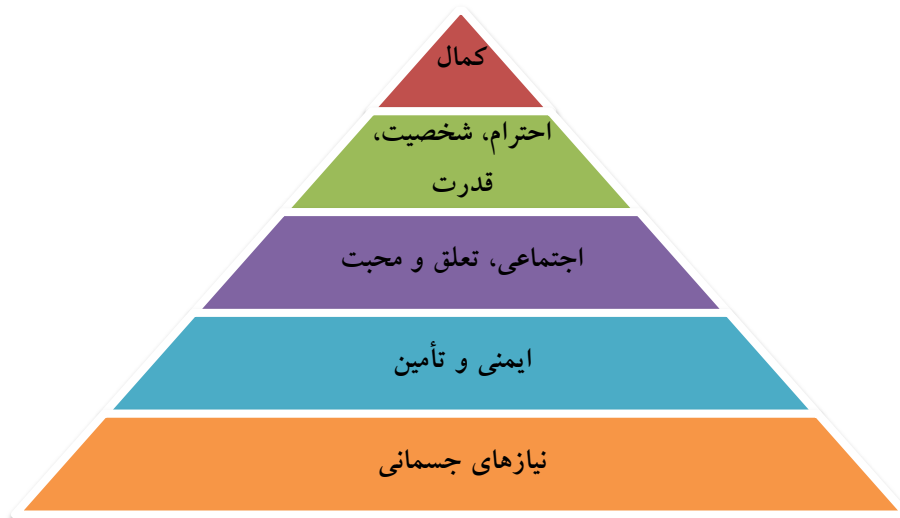 کمال
احترام، شخصیت،
قدرت
اجتماعی، تعلق و محبت
ایمنی و تأمین
نیازهای جسمانی